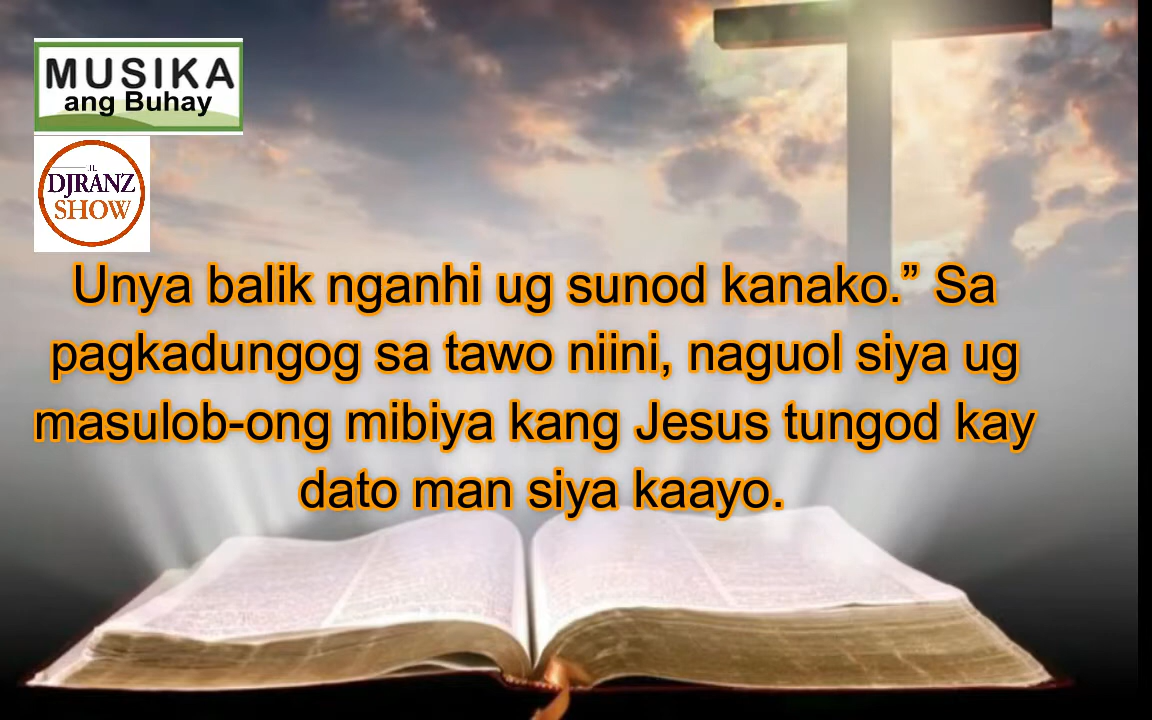 MUSIKA
ang Buhay
DJRANZ
SHOW
Unya balik nganhi ug sunod kanako.” Sa
pagkadungog sa tawo niini, naguol siya ug
masulob-ong mibiya kang Jesus tungod kay
dato man siya kaayo.